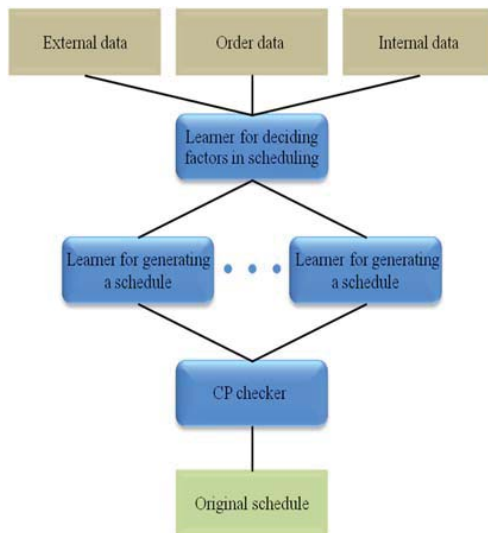 External data
Order data
Internal data
Learner for deciding
factors in scheduling
Learner for generating
a schedule
Learner for generating
a schedule
CP checker
Original schedule